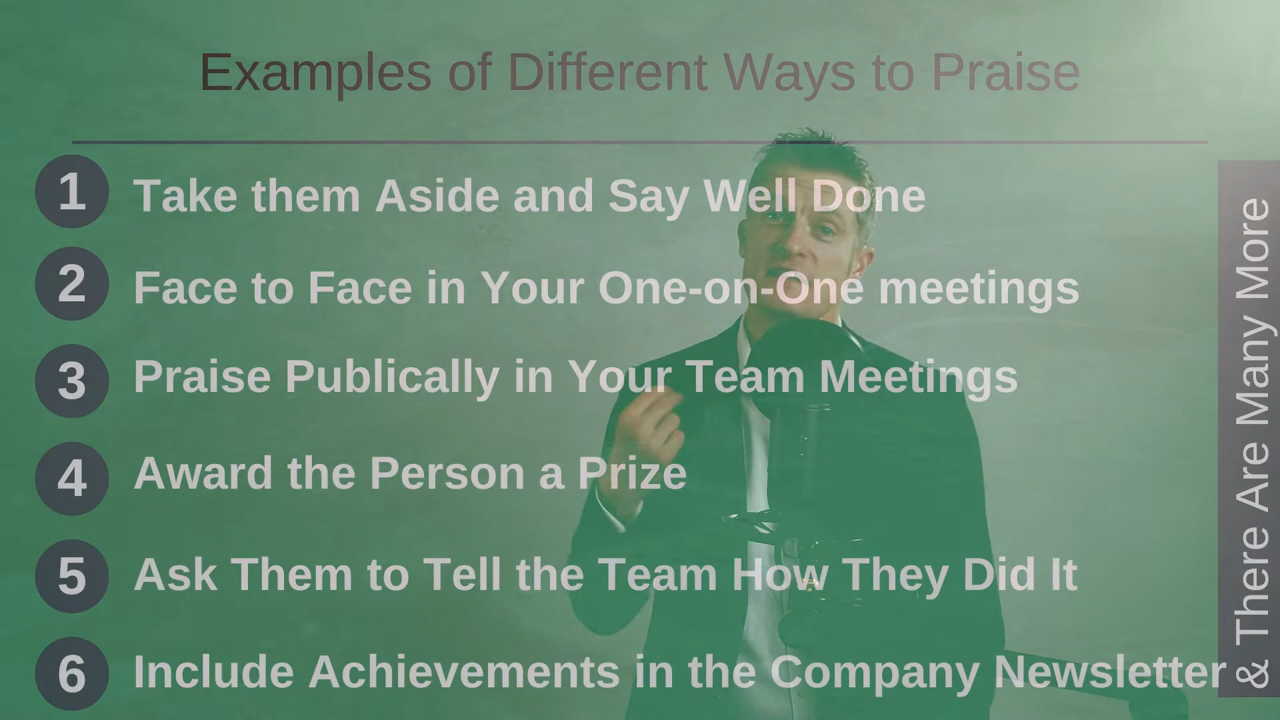 Examples of Different Ways to Praise
1 Take them Aside and Say Well Done
2 Face to Face in Your One-on-One meetings
3 Praise Publically in Your Team Meetings
4 Award the Person a Prize
5 Ask Them to Tell the Team How They Did It
6 Include Achievements in the Company Newsletter
& There Are Many More